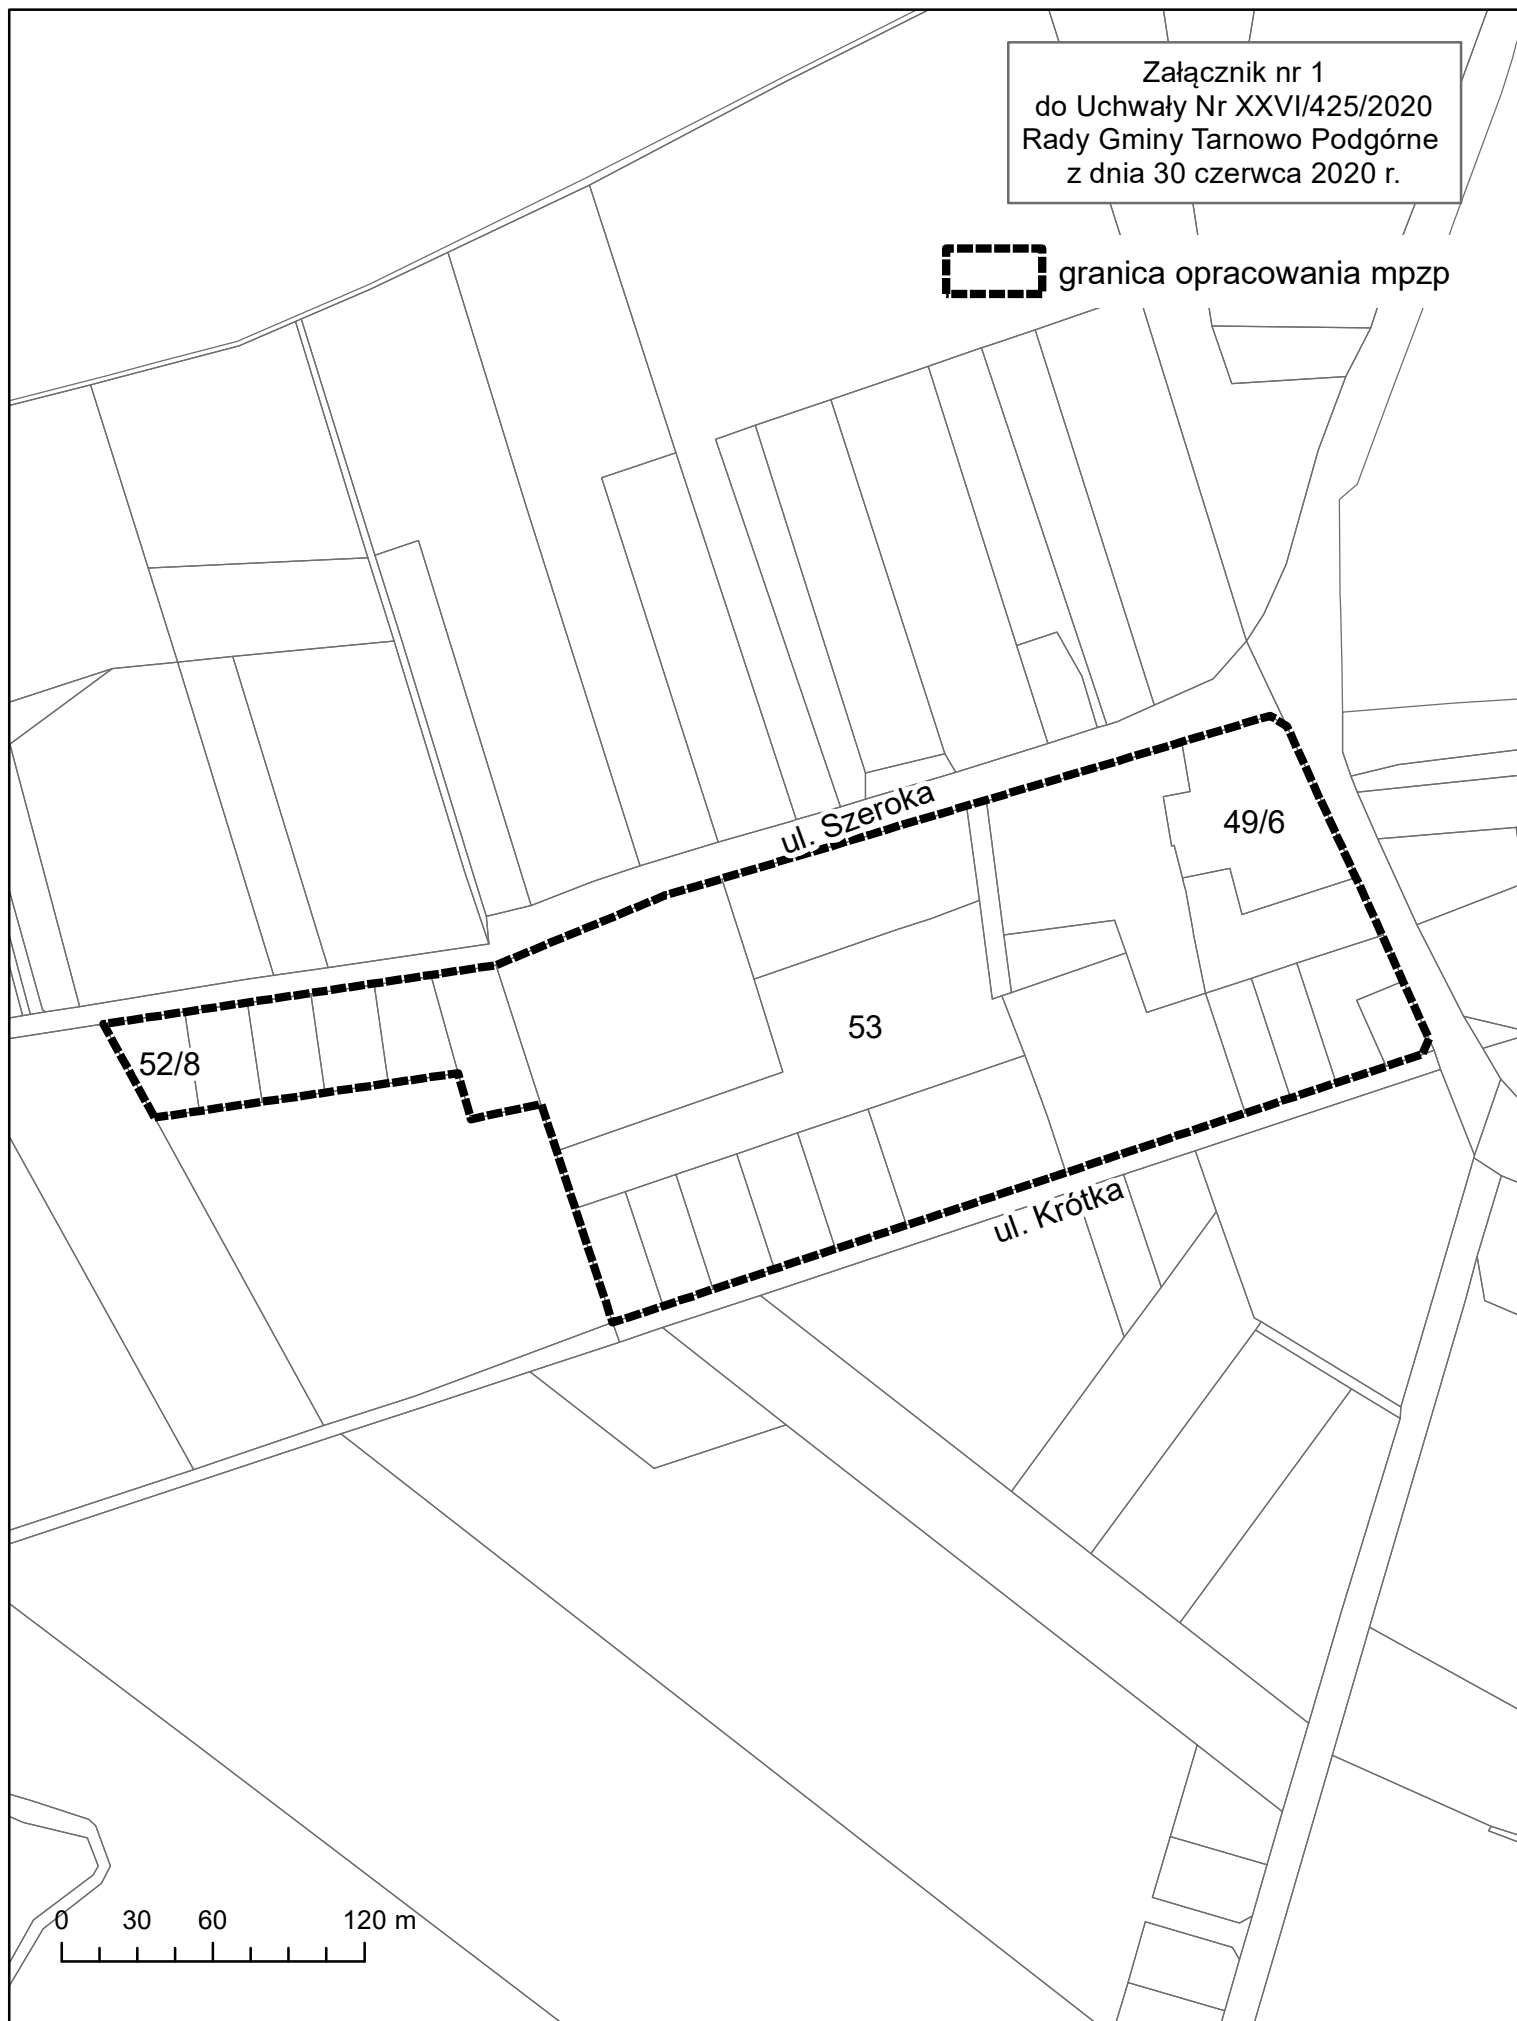 Załącznik nr 1
do Uchwały Nr XXVI/425/2020
Rady Gminy Tarnowo Podgórne
z dnia 30 czerwca 2020 r.
granica opracowania mpzp
ul. Szeroka
49/6
53
52/8
ul. Krótka
0 30 60 120 m